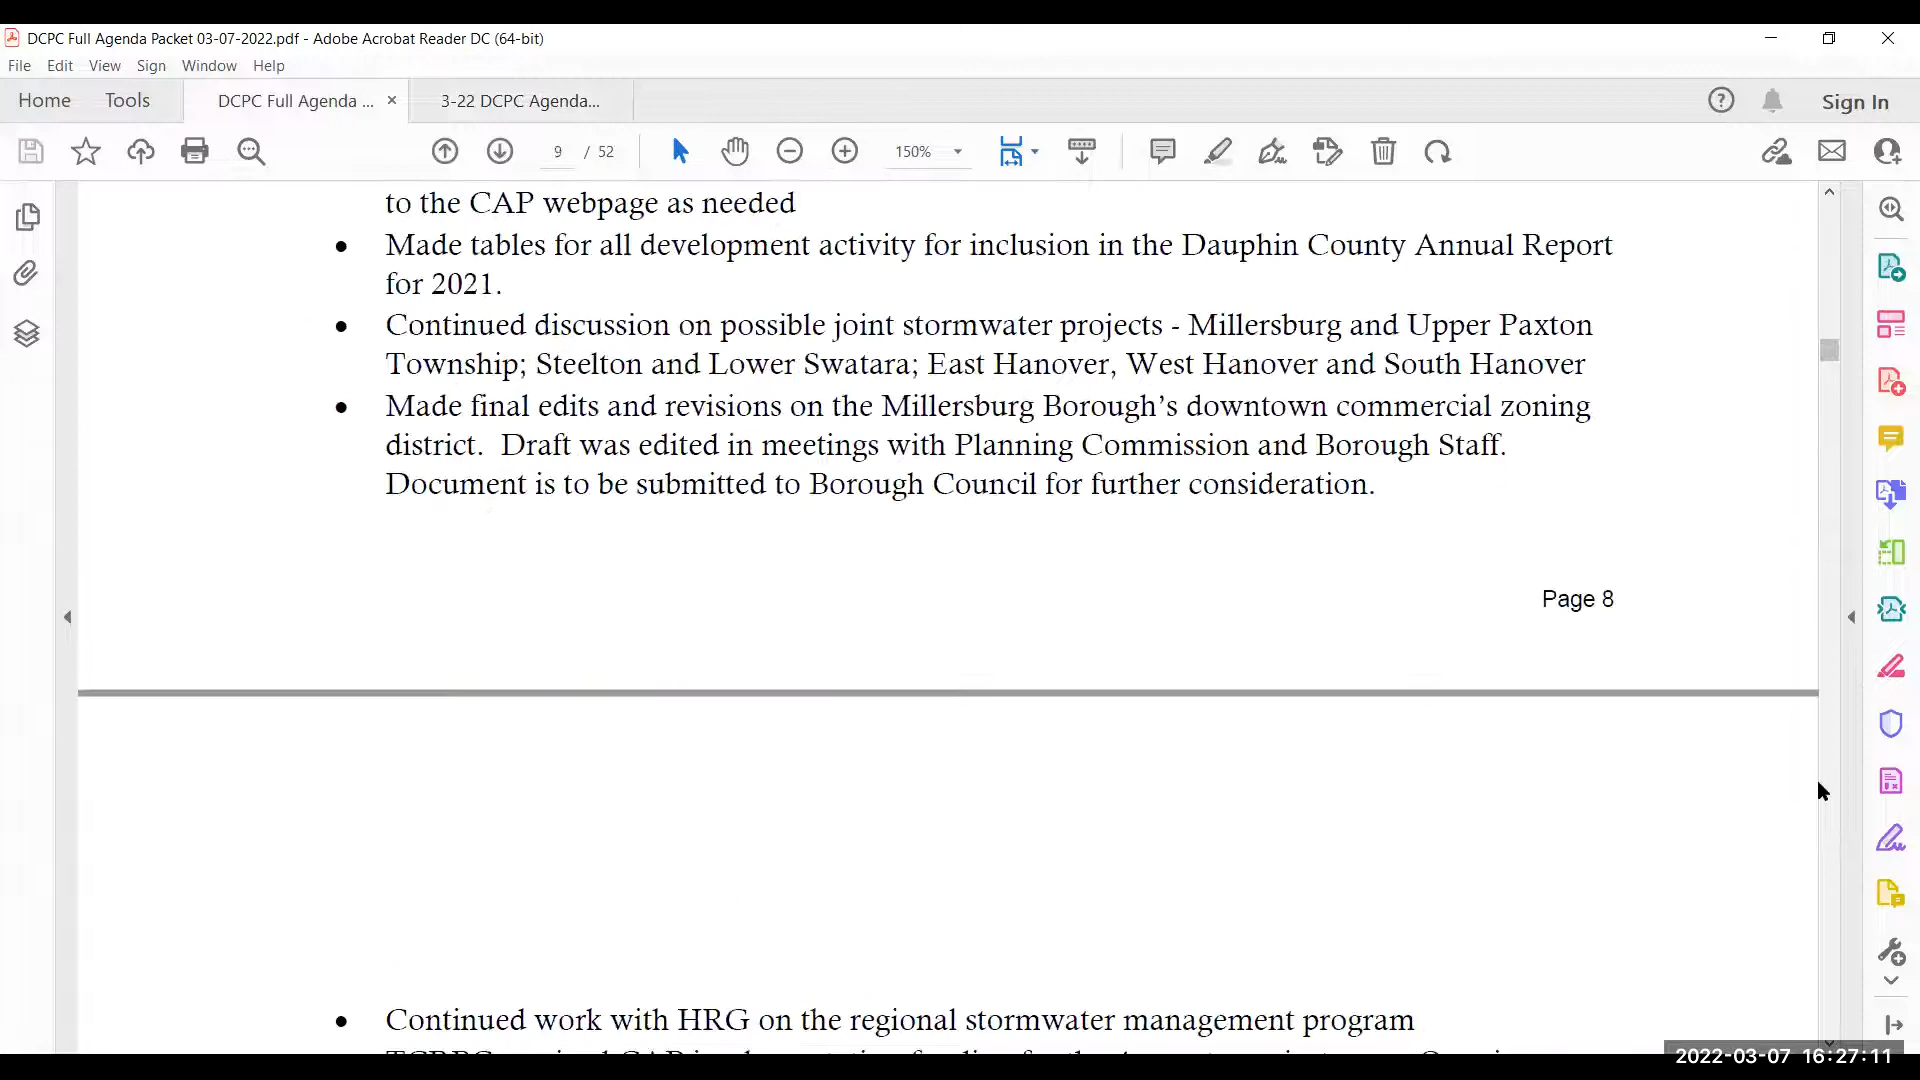 DCPC Full Agenda Packet 03-07-2022.pdf - Adobe Acrobat Reader DC (64-bit)
File Edit View Sign Window Help
Home Tools DCPC Full Agenda ... × 3-22 DCPC Agenda... Sign In
9 / 52 150%
to the CAP webpage as needed
• Made tables for all development activity for inclusion in the Dauphin County Annual Report
for 2021.
• Continued discussion on possible joint stormwater projects - Millersburg and Upper Paxton
Township; Steelton and Lower Swatara; East Hanover, West Hanover and South Hanover
• Made final edits and revisions on the Millersburg Borough’s downtown commercial zoning
district. Draft was edited in meetings with Planning Commission and Borough Staff.
Document is to be submitted to Borough Council for further consideration.
Page 8
• Continued work with HRG on the regional stormwater management program
2022-03-07 16:27:11